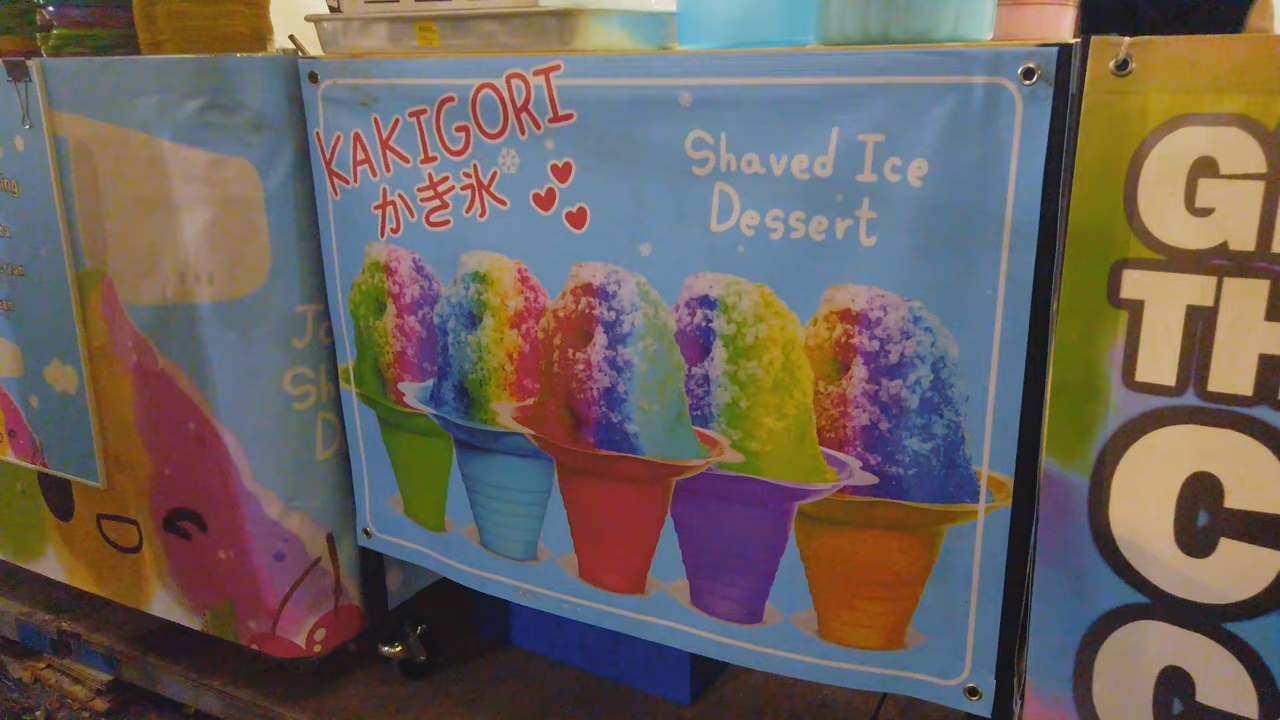 KAKIGORI
かき氷
Shaved Ice
Dessert
G
TH
C
C